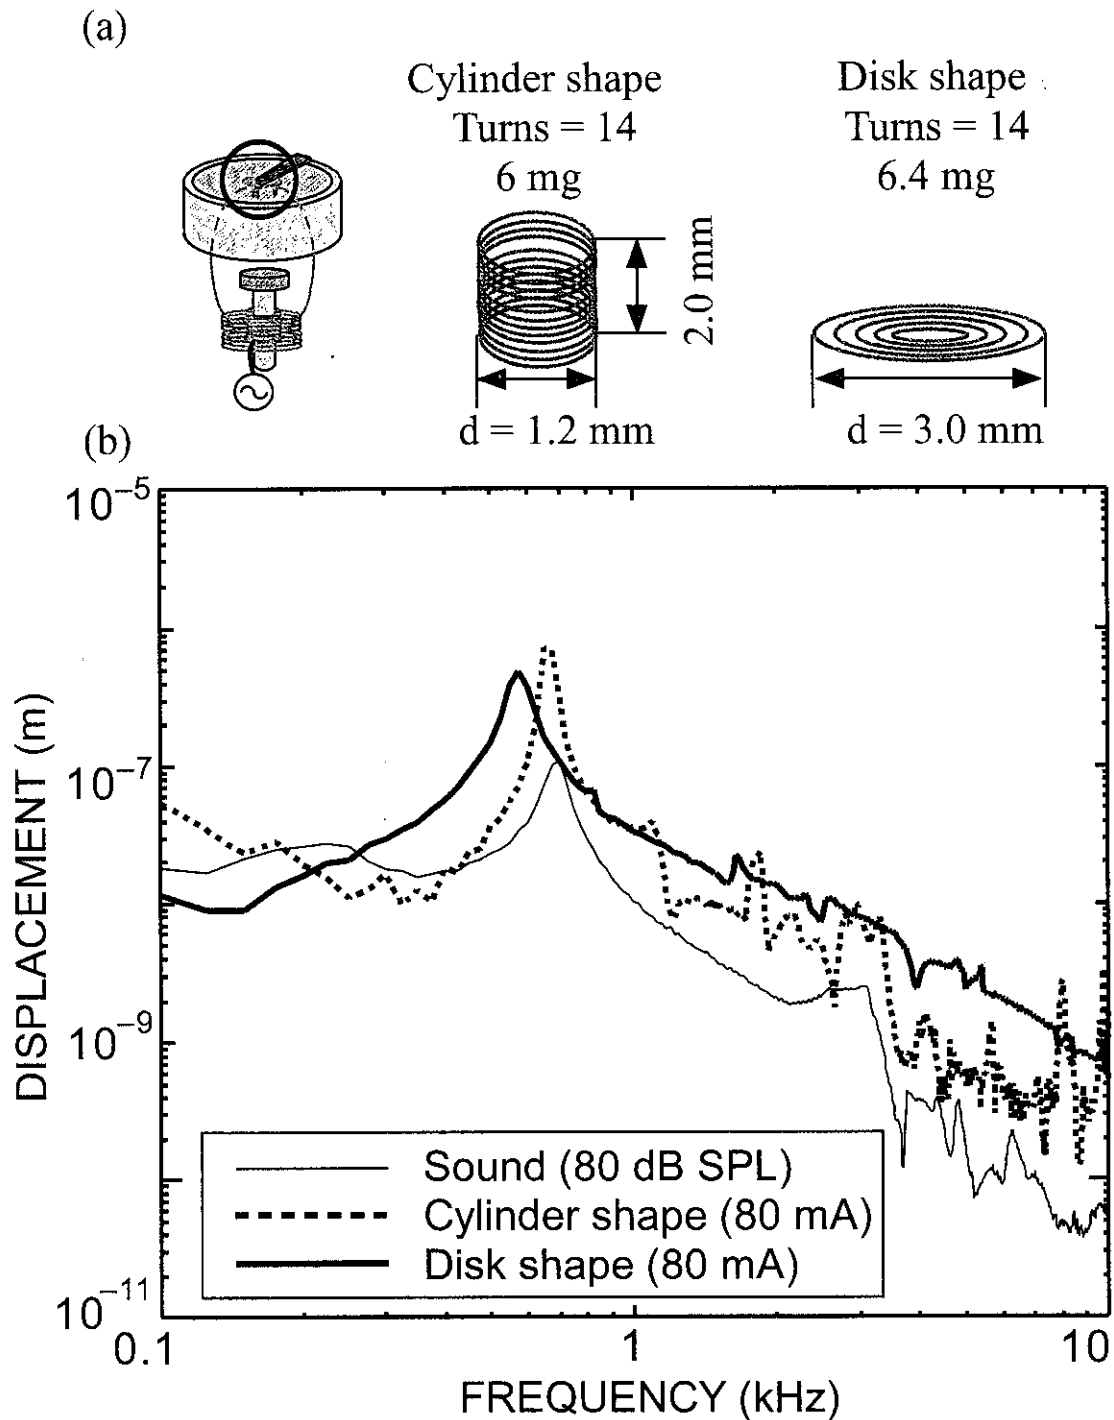 (a)
Cylinder shape
Turns = 14
6 mg
Disk shape
Turns = 14
6.4 mg
2.0 mm
d = 1.2 mm
d = 3.0 mm
(b)
10⁻⁵
10⁻⁷
10⁻⁹
10⁻¹¹
DISPLACEMENT (m)
Sound (80 dB SPL)
Cylinder shape (80 mA)
Disk shape (80 mA)
0.1
1
10
FREQUENCY (kHz)